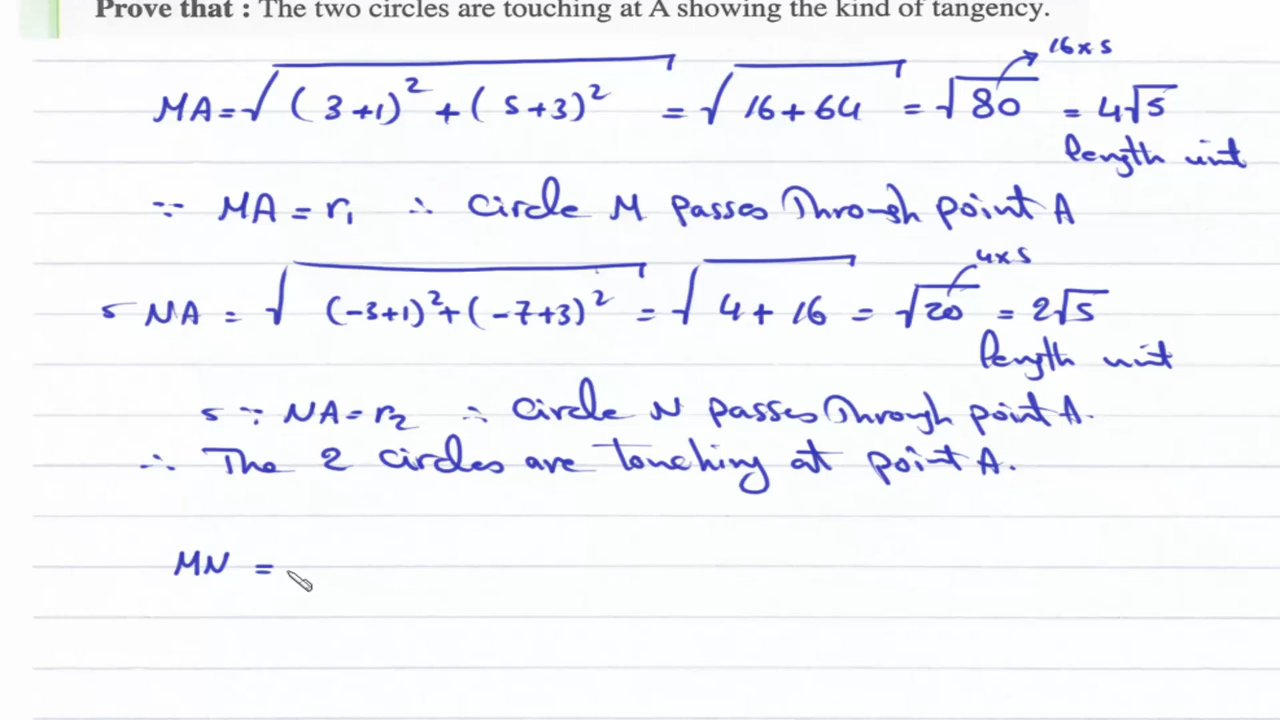 Prove that : The two circles are touching at A showing the kind of tangency.
16×5
MA=√(3+1)²+(5+3)² = √16+64 = √80 = 4√5
length unit
∵ MA = r₁ ∴ circle M passes through point A
4×5
, NA = √(-3+1)²+(-7+3)² = √4+16 = √20 = 2√5
length unit
, ∵ NA = r₂ ∴ circle N passes through point A.
∴ The 2 circles are touching at point A.
MN =